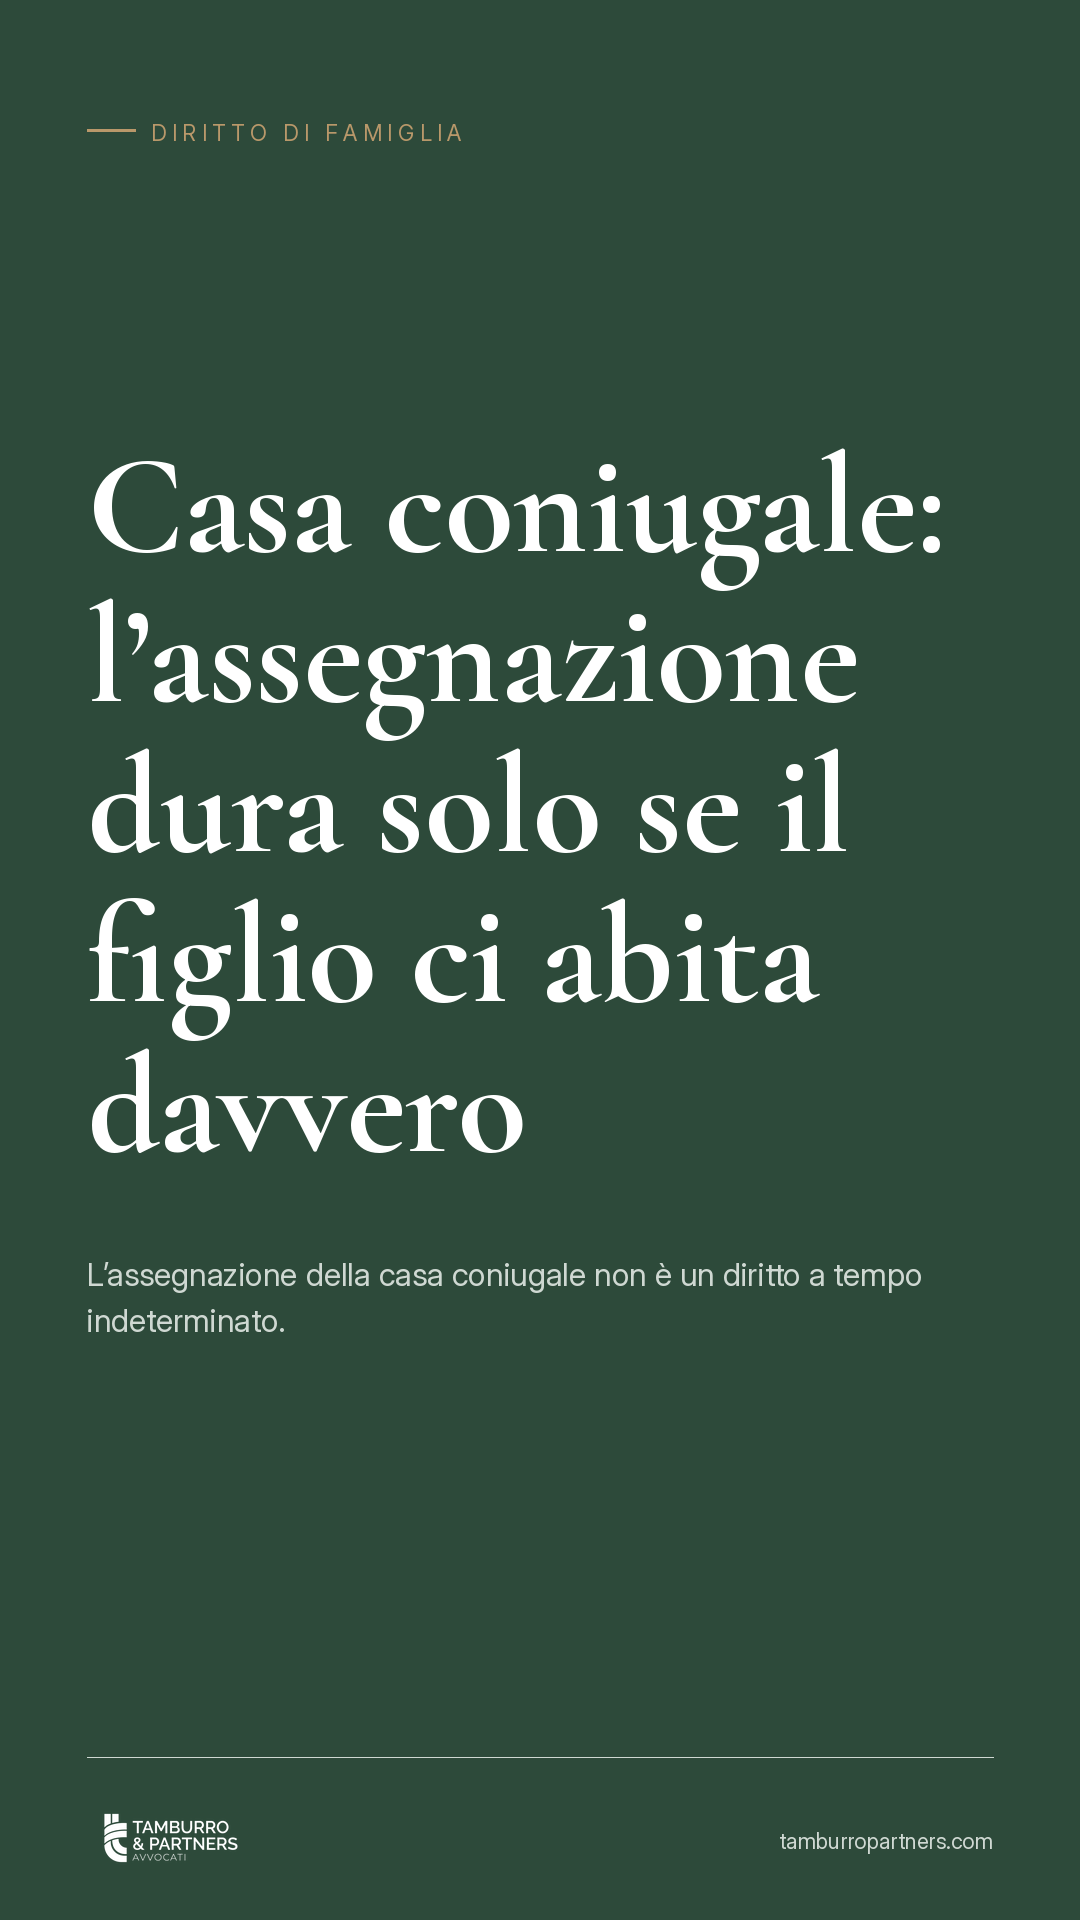 DIRITTO DI FAMIGLIA
Casa coniugale:
l’assegnazione
dura solo se il
figlio ci abita
davvero
L’assegnazione della casa coniugale non è un diritto a tempo
indeterminato.
TAMBURRO
& PARTNERS
AVVOCATI
tamburropartners.com